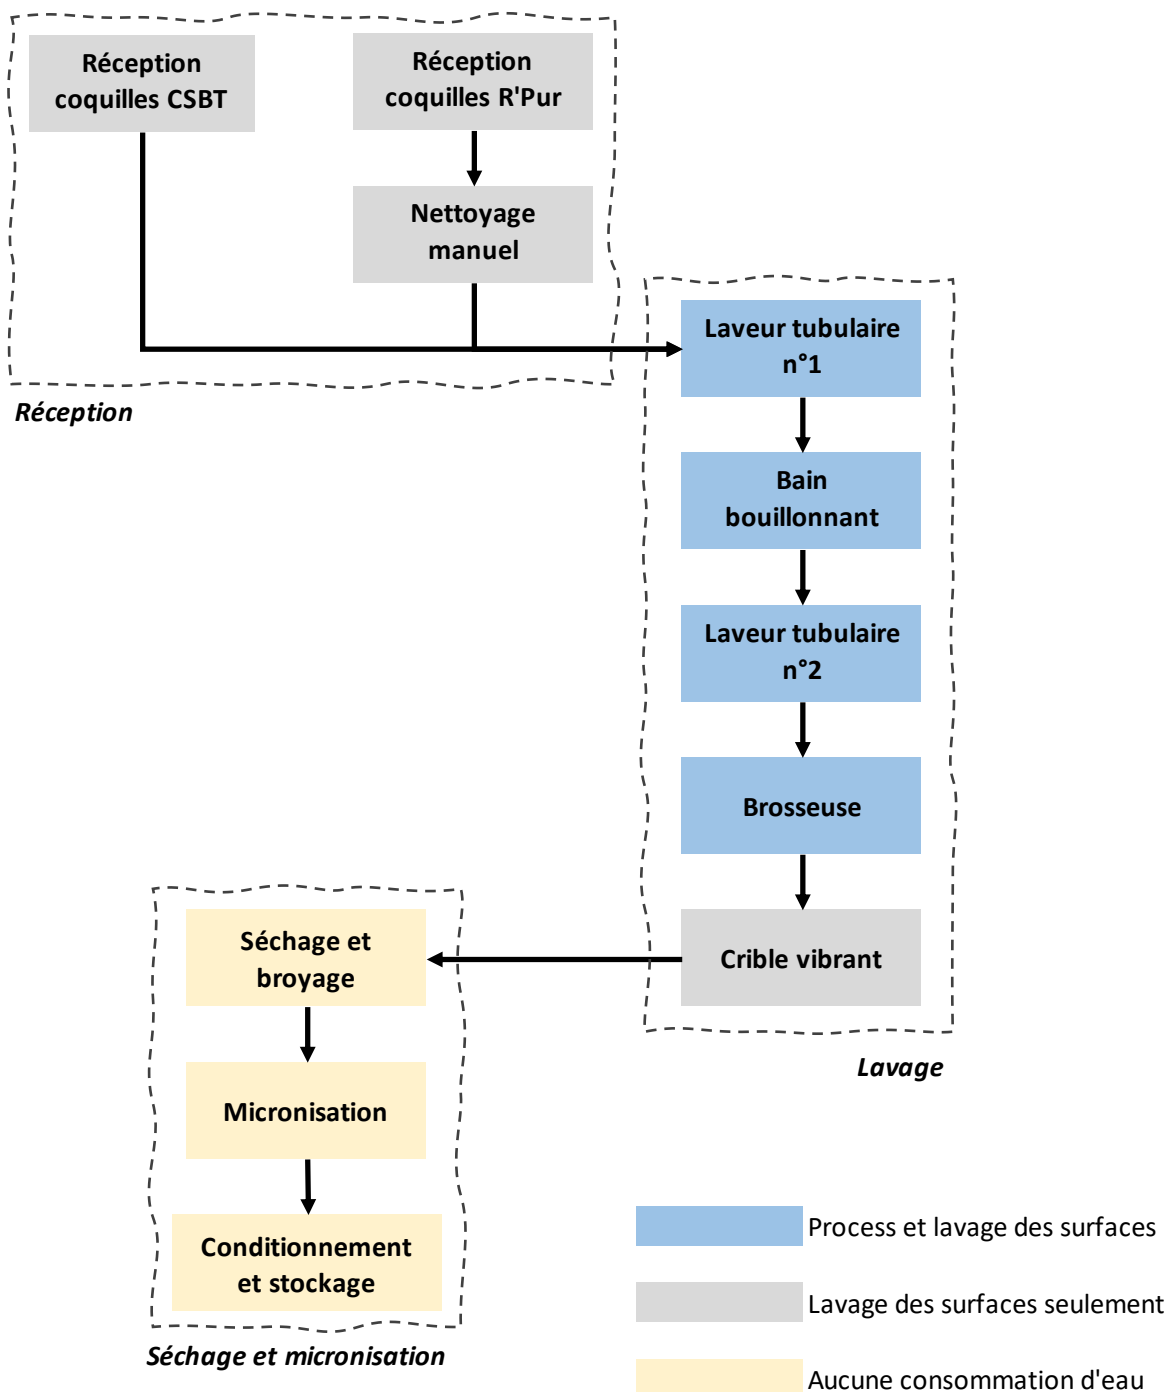 Réception
coquilles CSBT
Réception
coquilles R'Pur
Nettoyage
manuel
Réception
Laveur tubulaire
n°1
Bain
bouillonnant
Laveur tubulaire
n°2
Brosseuse
Crible vibrant
Lavage
Séchage et
broyage
Micronisation
Conditionnement
et stockage
Séchage et micronisation
Process et lavage des surfaces
Lavage des surfaces seulement
Aucune consommation d'eau